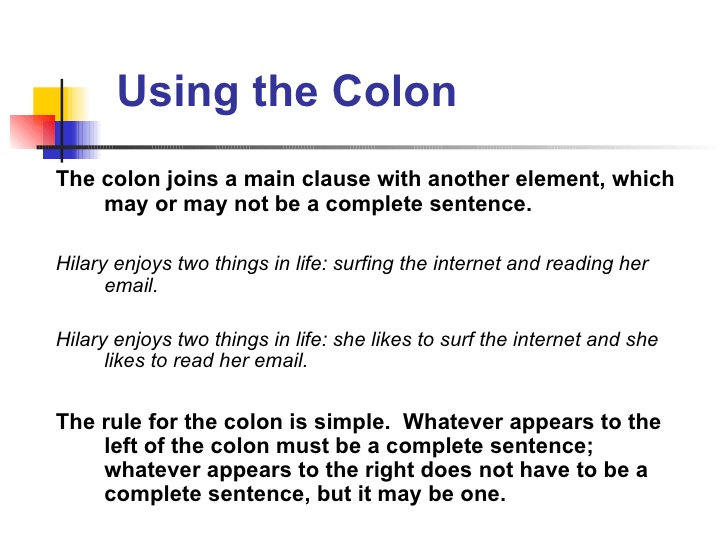 Using the Colon
The colon joins a main clause with another element, which
may or may not be a complete sentence.
Hilary enjoys two things in life: surfing the internet and reading her
email.
Hilary enjoys two things in life: she likes to surf the internet and she
likes to read her email.
The rule for the colon is simple.  Whatever appears to the
left of the colon must be a complete sentence;
whatever appears to the right does not have to be a
complete sentence, but it may be one.